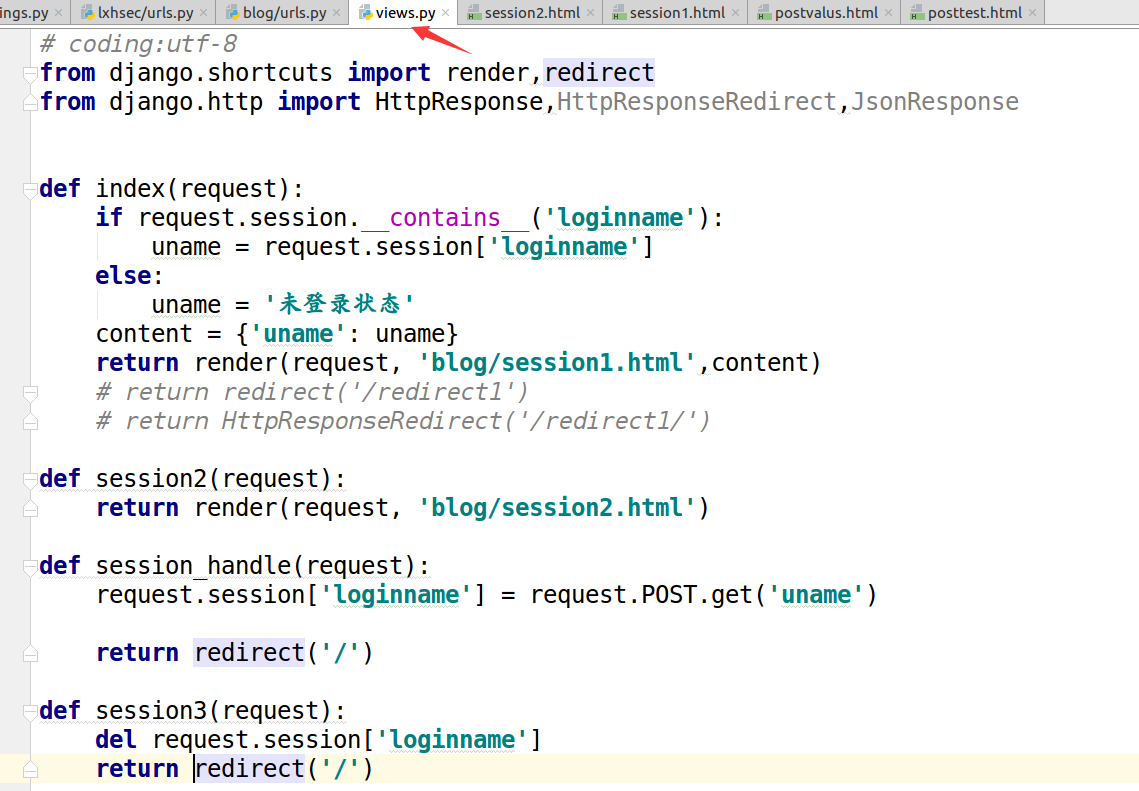 ings.py lxhsec/urls.py blog/urls.py views.py session2.html session1.html postvalus.html posttest.html
# coding:utf-8
from django.shortcuts import render,redirect
from django.http import HttpResponse,HttpResponseRedirect,JsonResponse
def index(request):
    if request.session.__contains__('loginname'):
        uname = request.session['loginname']
    else:
        uname = '未登录状态'
    content = {'uname': uname}
    return render(request, 'blog/session1.html',content)
    # return redirect('/redirect1')
    # return HttpResponseRedirect('/redirect1/')
def session2(request):
    return render(request, 'blog/session2.html')
def session_handle(request):
    request.session['loginname'] = request.POST.get('uname')
    return redirect('/')
def session3(request):
    del request.session['loginname']
    return redirect('/')